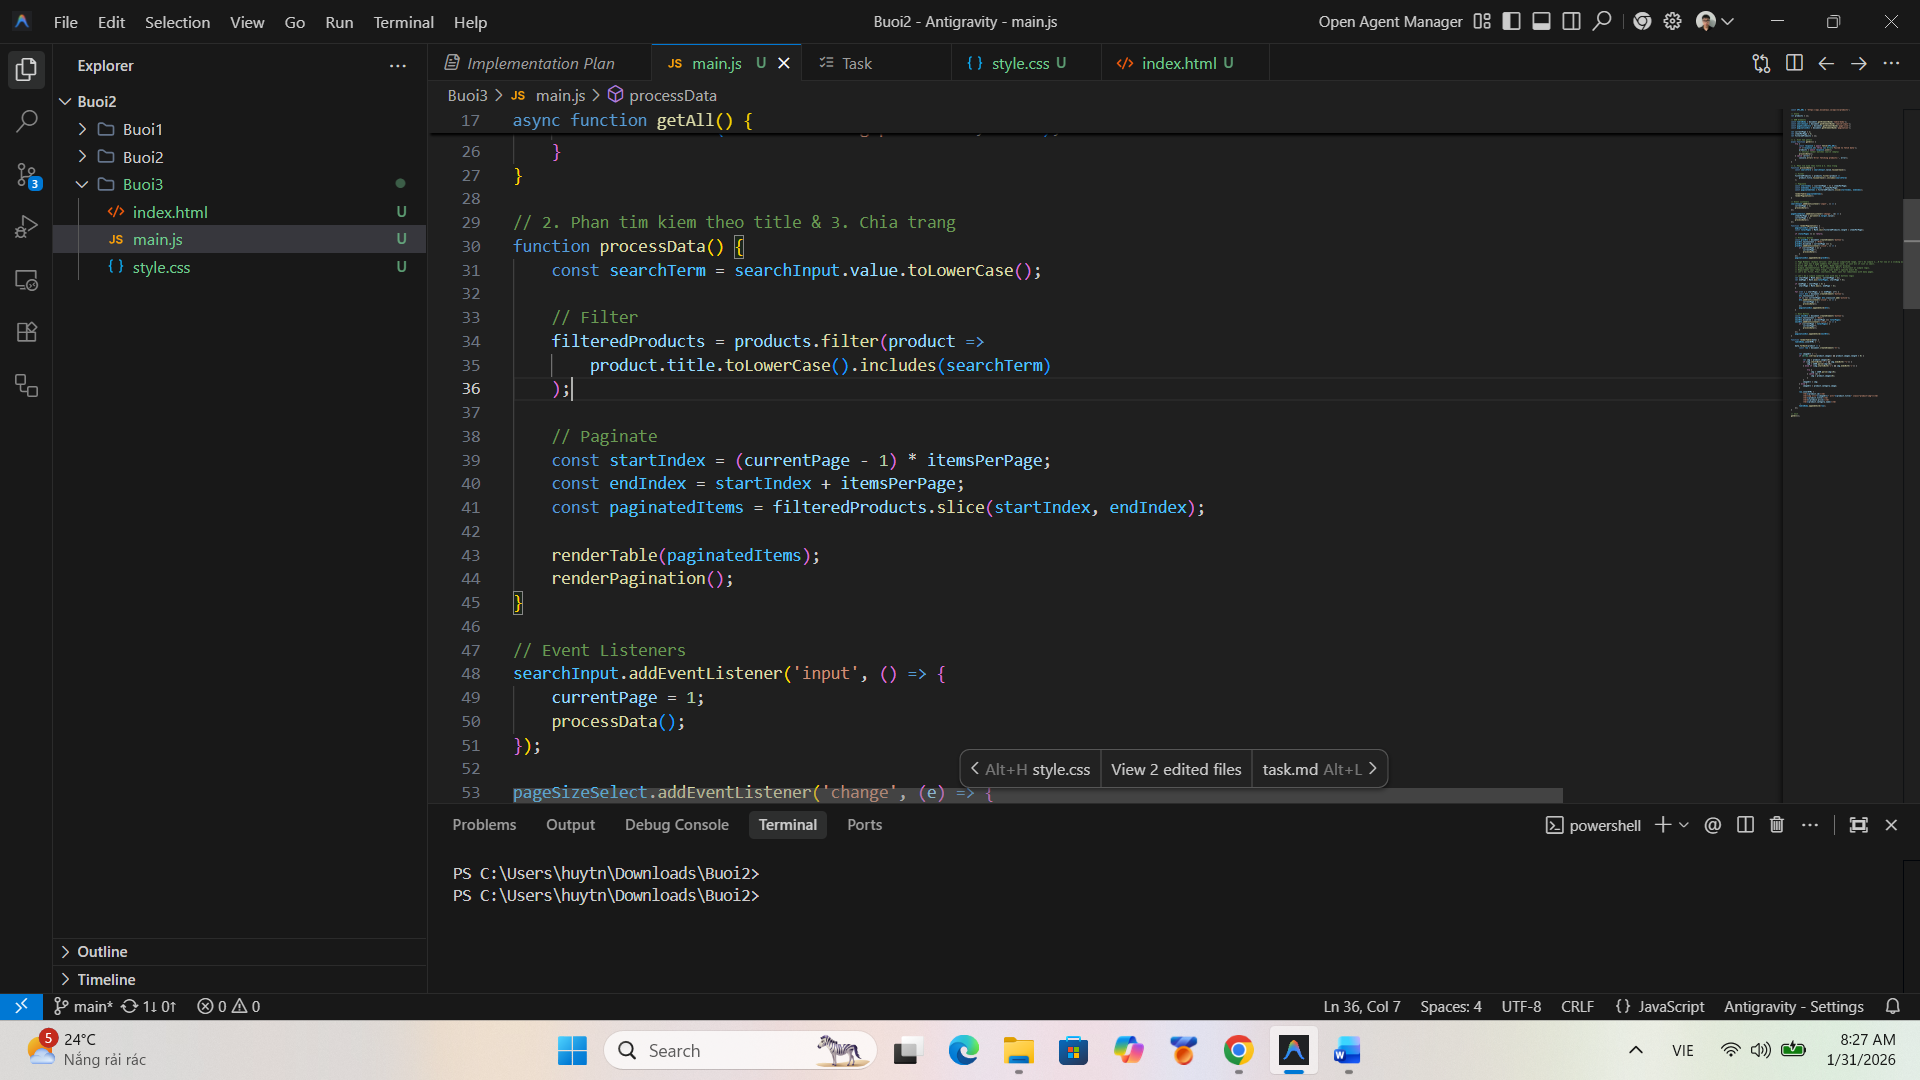 File Edit Selection View Go Run Terminal Help
Buoi2 - Antigravity - main.js
Open Agent Manager
Explorer
Buoi2
Buoi1
Buoi2
Buoi3
index.html U
JS main.js U
{ } style.css U
Outline
Timeline
3
Implementation Plan
JS main.js U
Task
{ } style.css U
index.html U
Buoi3 > JS main.js > processData
17 async function getAll() {
26 }
27 }
28
29 // 2. Phan tim kiem theo title & 3. Chia trang
30 function processData() {
31 const searchTerm = searchInput.value.toLowerCase();
32
33 // Filter
34 filteredProducts = products.filter(product =>
35 product.title.toLowerCase().includes(searchTerm)
36 );
37
38 // Paginate
39 const startIndex = (currentPage - 1) * itemsPerPage;
40 const endIndex = startIndex + itemsPerPage;
41 const paginatedItems = filteredProducts.slice(startIndex, endIndex);
42
43 renderTable(paginatedItems);
44 renderPagination();
45 }
46
47 // Event Listeners
48 searchInput.addEventListener('input', () => {
49 currentPage = 1;
50 processData();
51 });
52
53 pageSizeSelect.addEventListener('change', (e) => {
< Alt+H style.css View 2 edited files task.md Alt+L >
Problems Output Debug Console Terminal Ports
powershell
PS C:\Users\huytn\Downloads\Buoi2>
PS C:\Users\huytn\Downloads\Buoi2>
main* 1↓ 0↑ 0 0
Ln 36, Col 7 Spaces: 4 UTF-8 CRLF { } JavaScript Antigravity - Settings
5
24°C
Nắng rải rác
Search
W
VIE
8:27 AM
1/31/2026